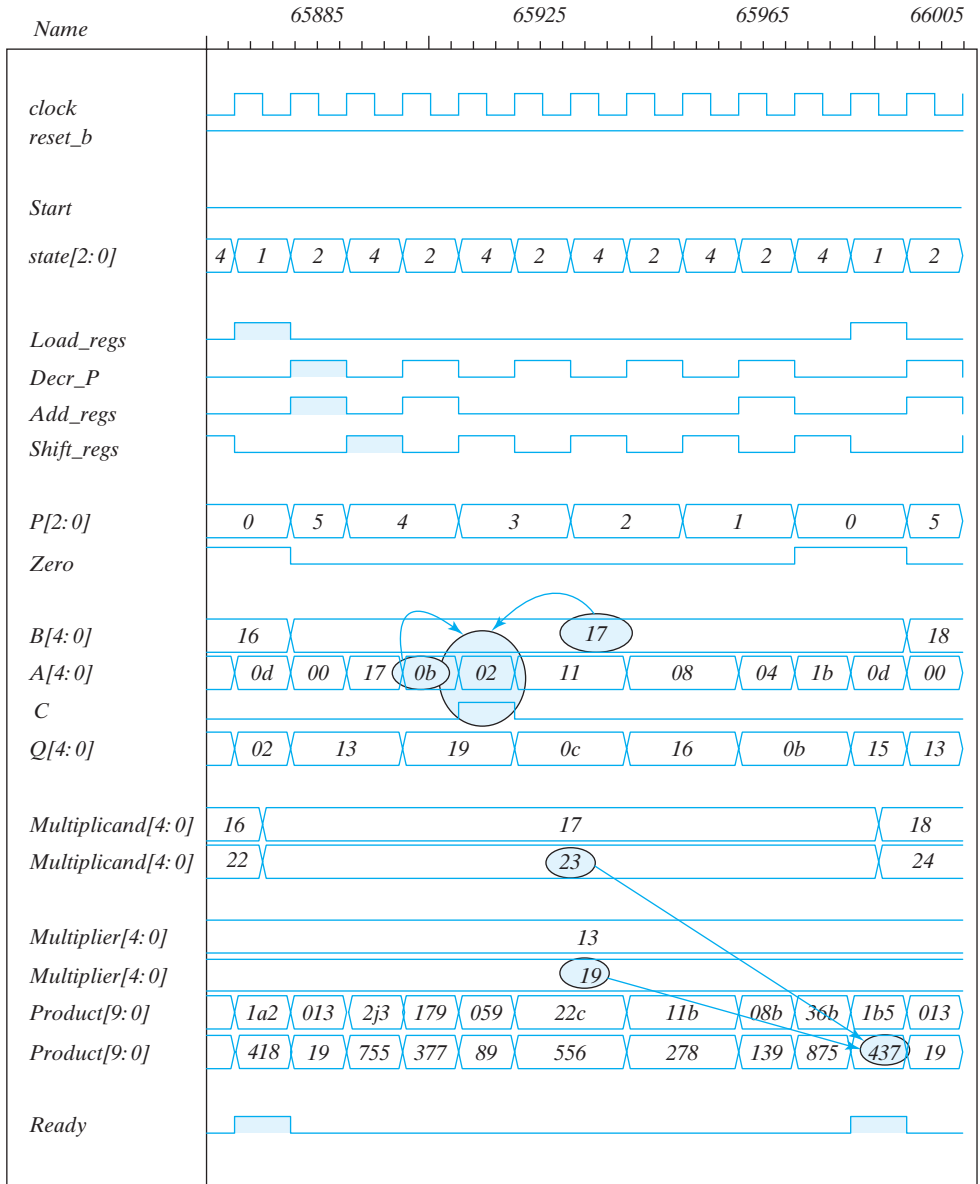 Name 65885 65925 65965 66005
clock
reset_b
Start
state[2:0] 4 1 2 4 2 4 2 4 2 4 2 4 1 2
Load_regs
Decr_P
Add_regs
Shift_regs
P[2:0] 0 5 4 3 2 1 0 5
Zero
B[4:0] 16 17 18
A[4:0] 0d 00 17 0b 02 11 08 04 1b 0d 00
C
Q[4:0] 02 13 19 0c 16 0b 15 13
Multiplicand[4:0] 16 17 18
Multiplicand[4:0] 22 23 24
Multiplier[4:0] 13
Multiplier[4:0] 19
Product[9:0] 1a2 013 2j3 179 059 22c 11b 08b 36b 1b5 013
Product[9:0] 418 19 755 377 89 556 278 139 875 437 19
Ready